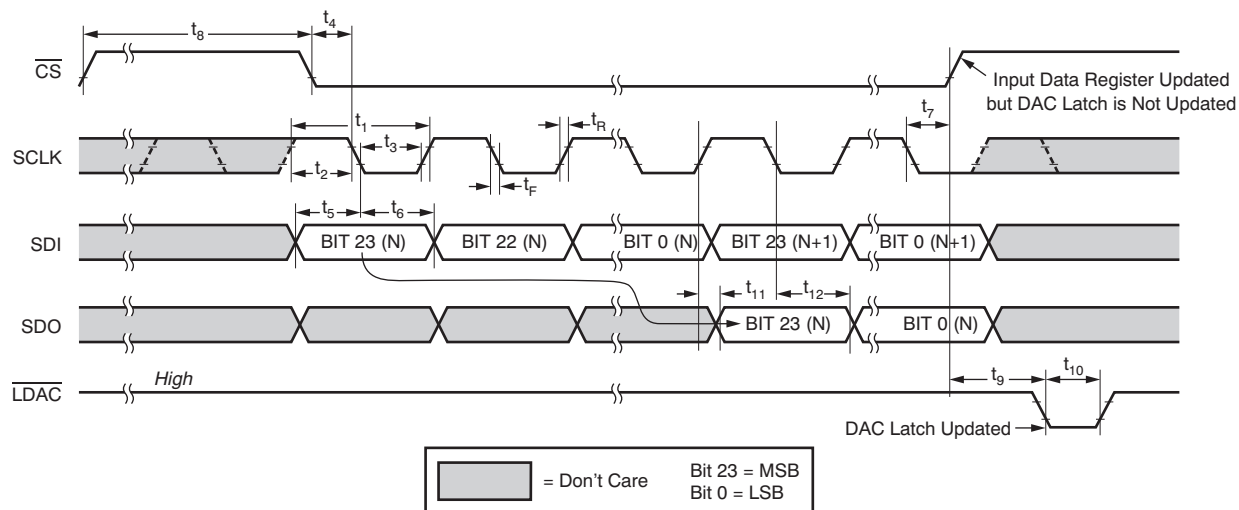 t8
t4
CS
Input Data Register Updated
but DAC Latch is Not Updated
t7
t1
tR
t3
SCLK
t2
tF
t5
t6
SDI
BIT 23 (N)
BIT 22 (N)
BIT 0 (N)
BIT 23 (N+1)
BIT 0 (N+1)
t11
t12
SDO
BIT 23 (N)
BIT 0 (N)
High
t9
t10
LDAC
DAC Latch Updated
= Don't Care
Bit 23 = MSB
Bit 0 = LSB